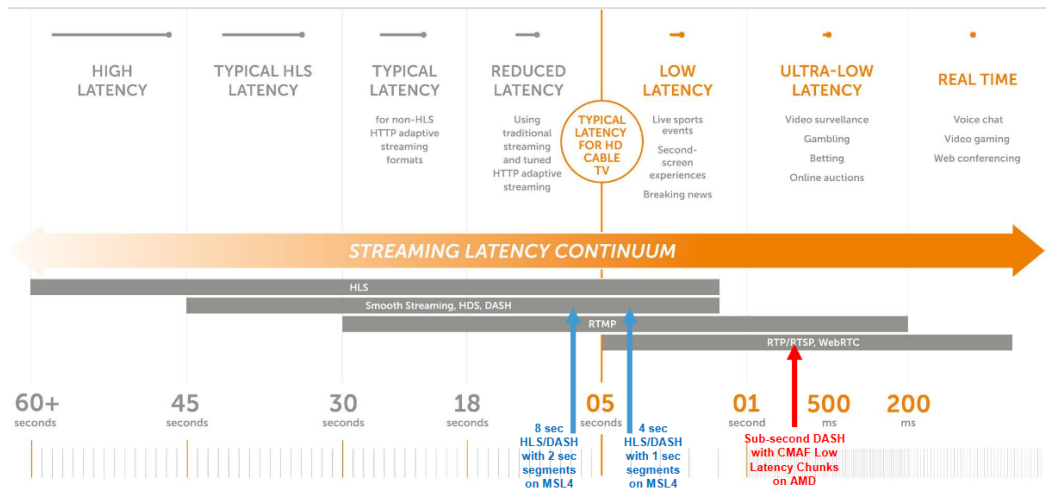 HIGH
LATENCY
TYPICAL HLS
LATENCY
TYPICAL
LATENCY
for non-HLS
HTTP adaptive
streaming
formats
REDUCED
LATENCY
Using
traditional
streaming
and tuned
HTTP adaptive
streaming
TYPICAL
LATENCY
FOR HD
CABLE
TV
LOW
LATENCY
Live sports
events
Second-
screen
experiences
Breaking news
ULTRA-LOW
LATENCY
Video survellance
Gambling
Betting
Online auctions
REAL TIME
Voice chat
Video gaming
Web conferencing
STREAMING LATENCY CONTINUUM
HLS
Smooth Streaming, HDS, DASH
RTMP
RTP/RTSP, WebRTC
60+
seconds
45
seconds
30
seconds
18
seconds
05
seconds
01
second
500
ms
200
ms
8 sec
HLS/DASH
with 2 sec
segments
on MSL4
4 sec
HLS/DASH
with 1 sec
segments
on MSL4
Sub-second DASH
with CMAF Low
Latency Chunks
on AMD